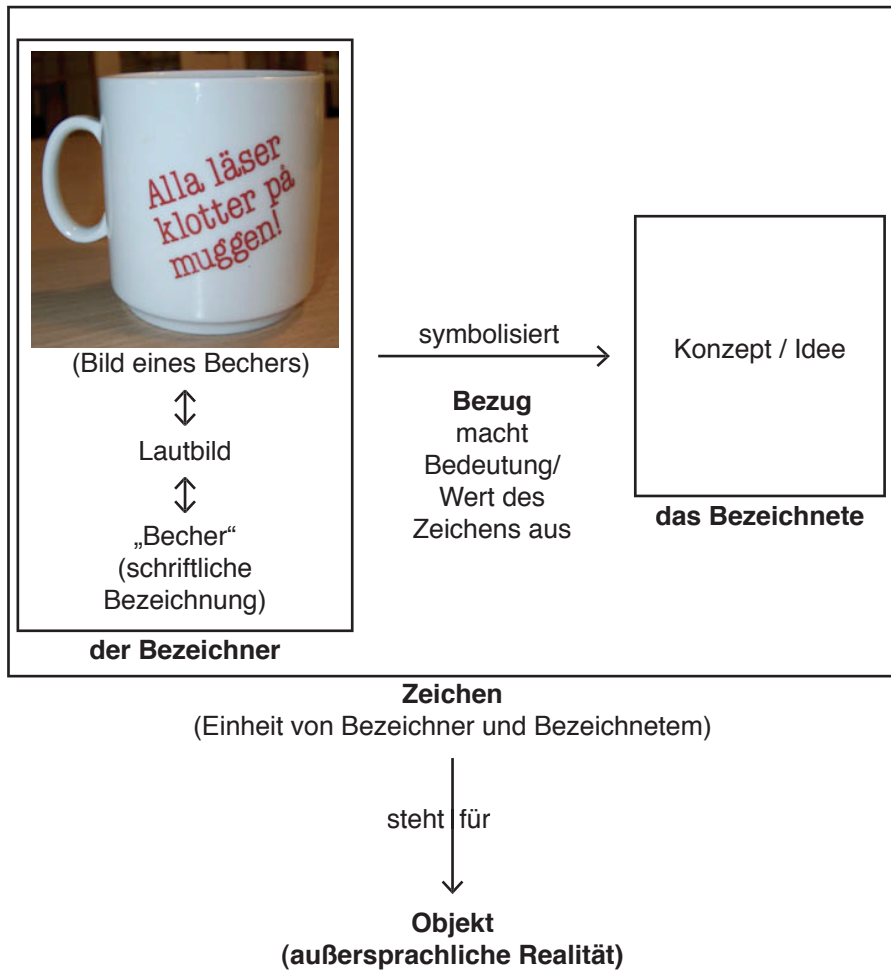 Alla läser
klotter på
muggen!
(Bild eines Bechers)
Lautbild
„Becher“
(schriftliche
Bezeichnung)
der Bezeichner
symbolisiert
Bezug
macht
Bedeutung/
Wert des
Zeichens aus
Konzept / Idee
das Bezeichnete
Zeichen
(Einheit von Bezeichner und Bezeichnetem)
steht für
Objekt
(außersprachliche Realität)